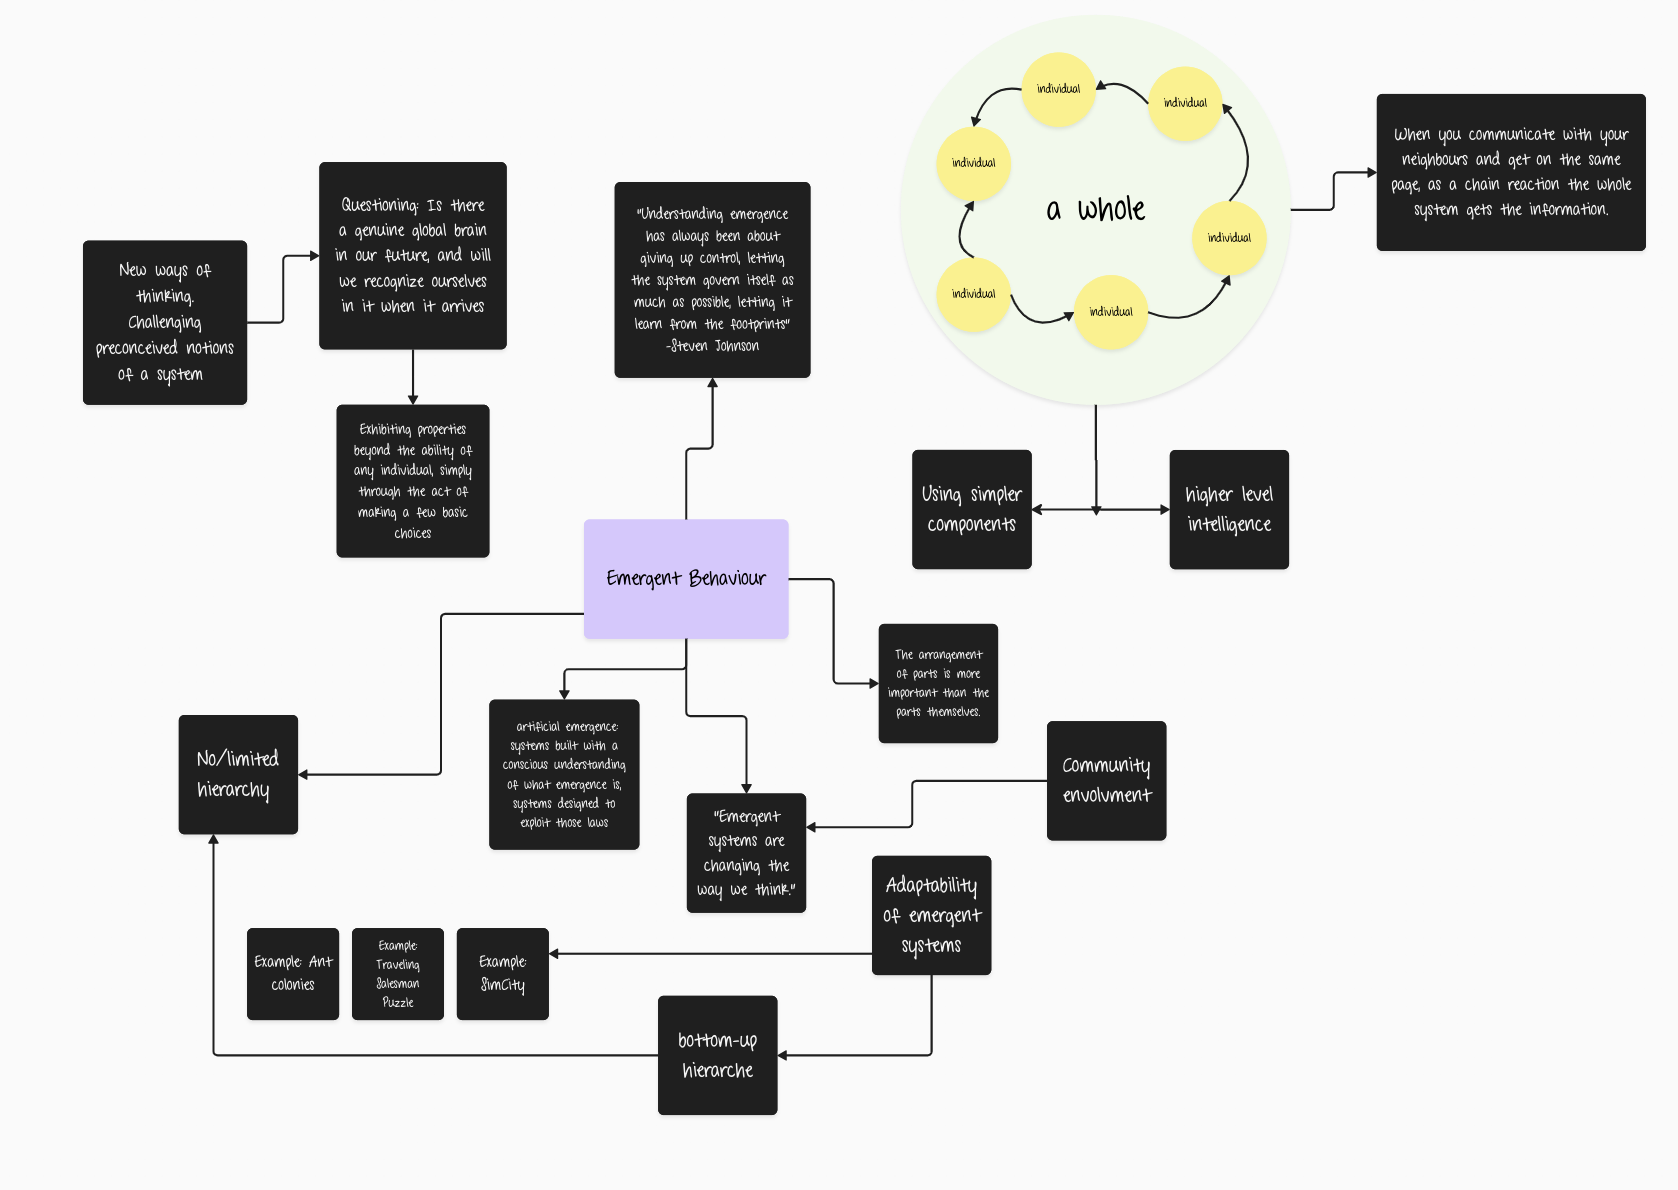 New ways of
thinking.
Challenging
preconceived notions
of a system
Questioning: Is there
a genuine global brain
in our future, and will
we recognize ourselves
in it when it arrives
Exhibiting properties
beyond the ability of
any individual, simply
through the act of
making a few basic
choices
"Understanding emergence
has always been about
giving up control, letting
the system govern itself as
much as possible, letting it
learn from the footprints"
-Steven Johnson
individual
individual
individual
a whole
individual
individual
individual
When you communicate with your
neighbours and get on the same
page, as a chain reaction the whole
system gets the information.
Using simpler
components
higher level
intelligence
Emergent Behaviour
The arrangement
of parts is more
important than the
parts themselves.
No/limited
hierarchy
artificial emergence:
systems built with a
conscious understanding
of what emergence is,
systems designed to
exploit those laws
"Emergent
systems are
changing the
way we think."
Community
envolvment
Adaptability
of emergent
systems
Example: Ant
colonies
Example:
Traveling
Salesman
Puzzle
Example:
SimCity
bottom-up
hierarche